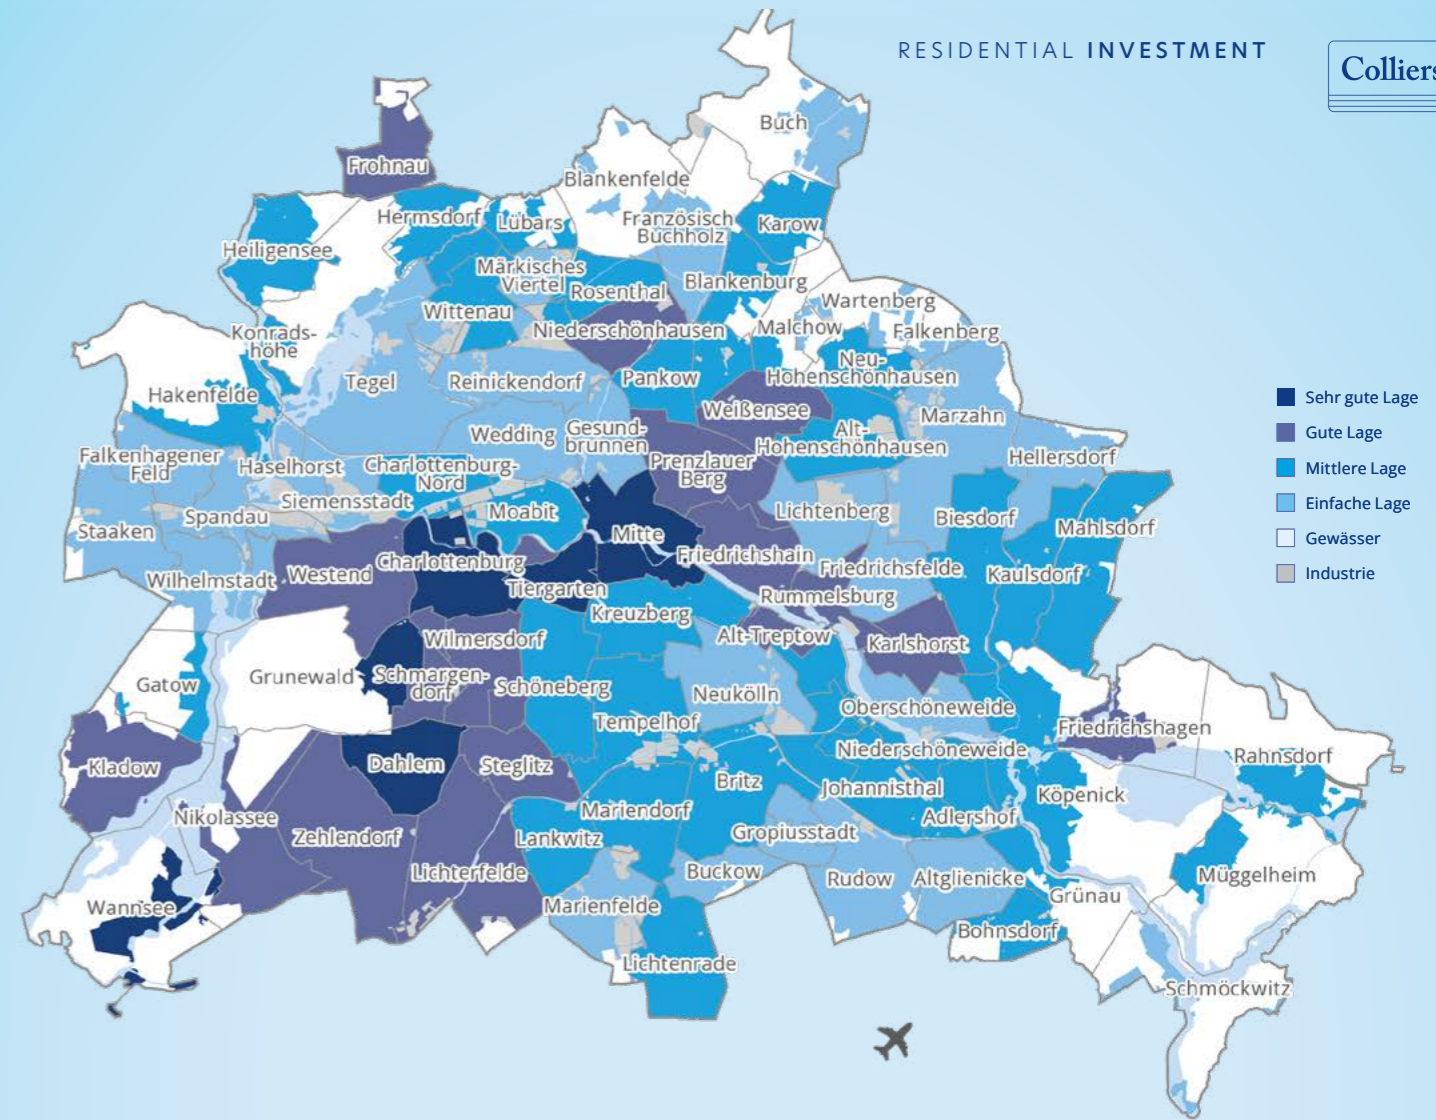 RESIDENTIAL INVESTMENT
Colliers
Buch
Frohnau
Blankenfelde
Hermsdorf
Lübars
Französisch
Buchholz
Karow
Heiligensee
Märkisches
Viertel
Rosenthal
Blankenburg
Wittenau
Wartenberg
Konrads-
höhe
Niederschönhausen
Malchow
Falkenberg
Neu-
Hohenschönhausen
Hakenfelde
Tegel
Reinickendorf
Pankow
Weißensee
Marzahn
Alt-
Hohenschönhausen
Wedding
Gesund-
brunnen
Falkenhagener
Feld
Haselhorst
Charlottenburg-
Nord
Prenzlauer
Berg
Hellersdorf
Siemensstadt
Spandau
Moabit
Lichtenberg
Biesdorf
Mahlsdorf
Staaken
Mitte
Charlottenburg
Friedrichshain
Friedrichsfelde
Westend
Wilhelmstadt
Kaulsdorf
Tiergarten
Rummelsburg
Kreuzberg
Wilmersdorf
Alt-Treptow
Karlshorst
Grunewald
Schmargen-
dorf
Gatow
Schöneberg
Neukölln
Oberschöneweide
Tempelhof
Friedrichshagen
Niederschöneweide
Rahnsdorf
Kladow
Dahlem
Steglitz
Britz
Johannisthal
Köpenick
Nikolassee
Mariendorf
Adlershof
Zehlendorf
Lankwitz
Gropiusstadt
Lichterfelde
Buckow
Rudow
Altglienicke
Müggelheim
Grünau
Wannsee
Marienfelde
Bohnsdorf
Lichtenrade
Schmöckwitz
Sehr gute Lage
Gute Lage
Mittlere Lage
Einfache Lage
Gewässer
Industrie